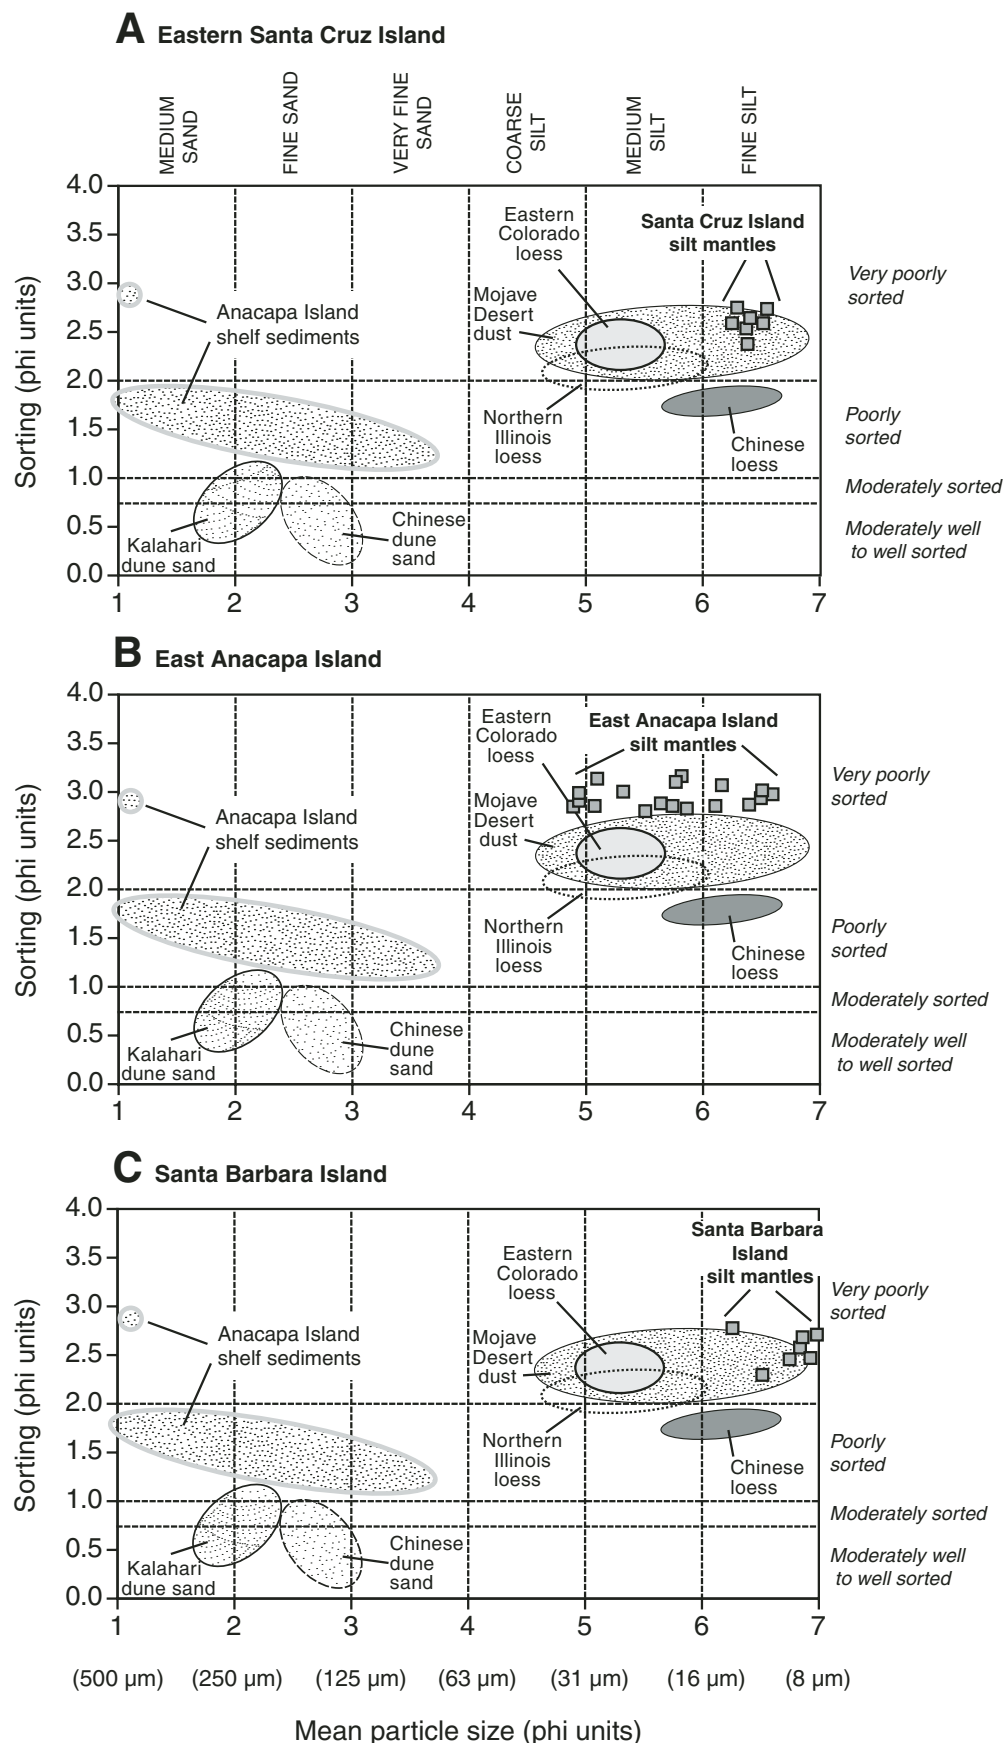 A Eastern Santa Cruz Island
MEDIUM
SAND
FINE SAND
VERY FINE
SAND
COARSE
SILT
MEDIUM
SILT
FINE SILT
Sorting (phi units)
4.0
3.5
3.0
2.5
2.0
1.5
1.0
0.5
0.0
Anacapa Island
shelf sediments
Eastern
Colorado
loess
Santa Cruz Island
silt mantles
Mojave
Desert
dust
Northern
Illinois
loess
Chinese
loess
Kalahari
dune sand
Chinese
dune
sand
Very poorly
sorted
Poorly
sorted
Moderately sorted
Moderately well
to well sorted
1 2 3 4 5 6 7
B East Anacapa Island
Sorting (phi units)
4.0
3.5
3.0
2.5
2.0
1.5
1.0
0.5
0.0
Anacapa Island
shelf sediments
Eastern
Colorado
loess
East Anacapa Island
silt mantles
Mojave
Desert
dust
Northern
Illinois
loess
Chinese
loess
Kalahari
dune sand
Chinese
dune
sand
Very poorly
sorted
Poorly
sorted
Moderately sorted
Moderately well
to well sorted
1 2 3 4 5 6 7
C Santa Barbara Island
Sorting (phi units)
4.0
3.5
3.0
2.5
2.0
1.5
1.0
0.5
0.0
Anacapa Island
shelf sediments
Eastern
Colorado
loess
Santa Barbara
Island
silt mantles
Mojave
Desert
dust
Northern
Illinois
loess
Chinese
loess
Kalahari
dune sand
Chinese
dune
sand
Very poorly
sorted
Poorly
sorted
Moderately sorted
Moderately well
to well sorted
1 2 3 4 5 6 7
(500 µm) (250 µm) (125 µm) (63 µm) (31 µm) (16 µm) (8 µm)
Mean particle size (phi units)